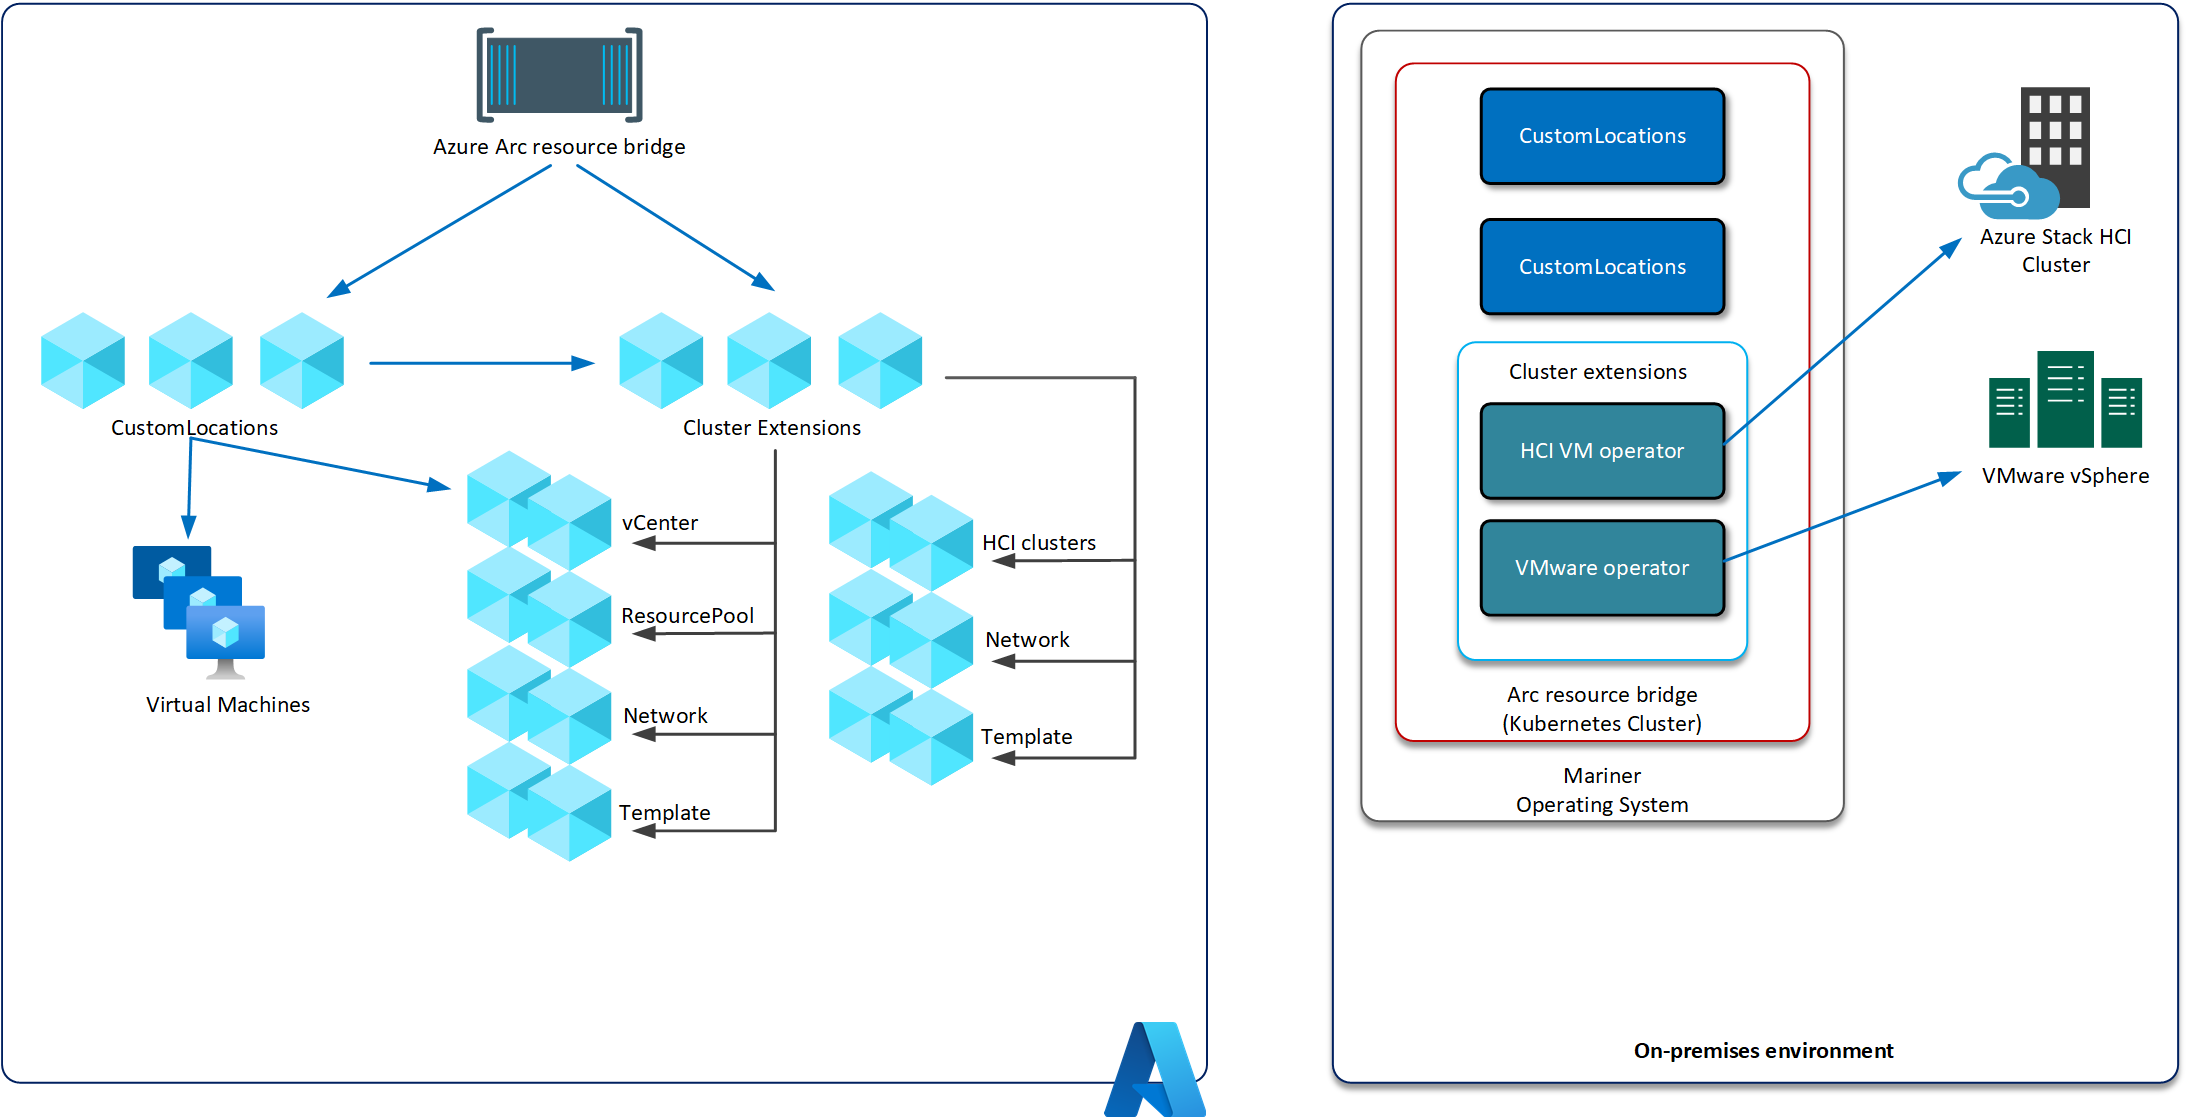 Azure Arc resource bridge
CustomLocations
Cluster Extensions
vCenter
ResourcePool
Network
Template
HCI clusters
Network
Template
Virtual Machines
CustomLocations
CustomLocations
Cluster extensions
HCI VM operator
VMware operator
Arc resource bridge
(Kubernetes Cluster)
Mariner
Operating System
Azure Stack HCI
Cluster
VMware vSphere
On-premises environment